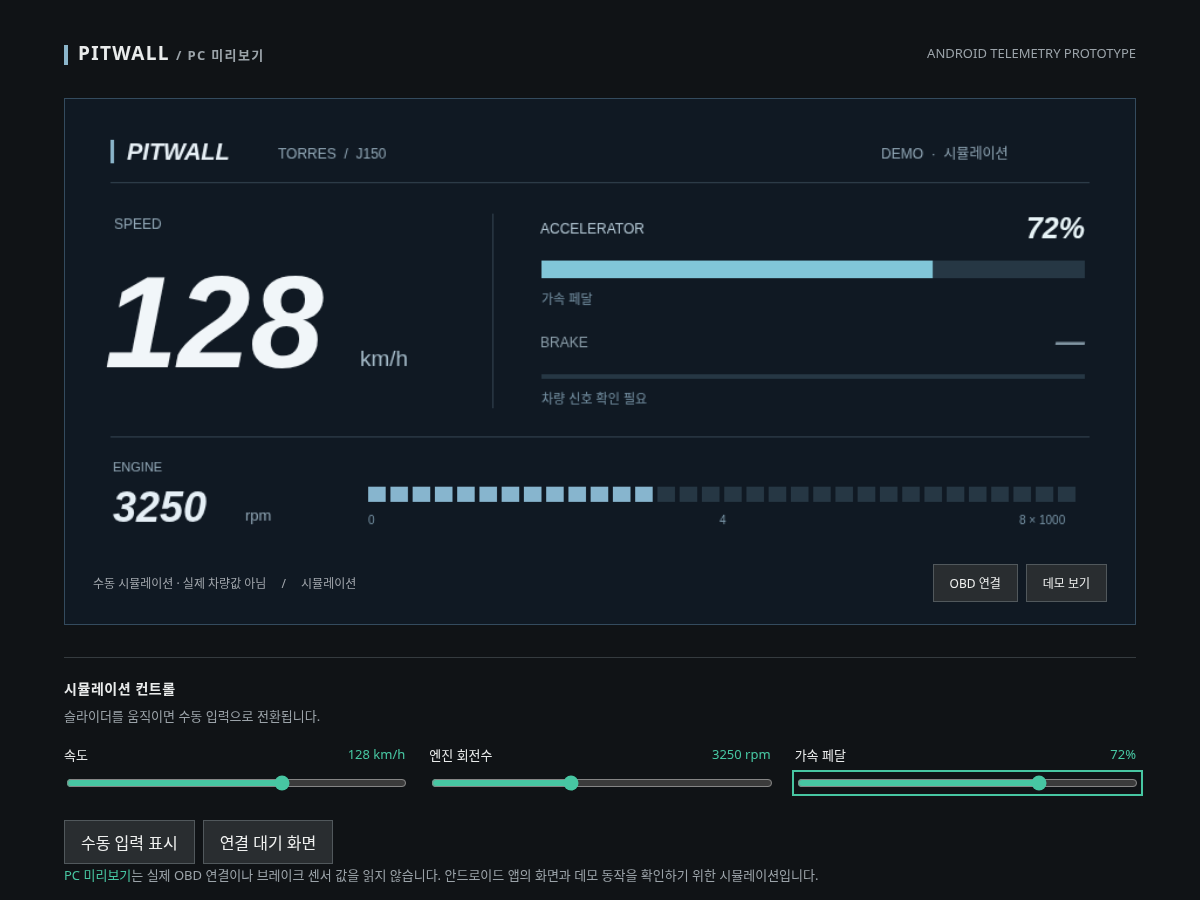 PITWALL / PC 미리보기
ANDROID TELEMETRY PROTOTYPE
PITWALL TORRES / J150 DEMO · 시뮬레이션
SPEED
128 km/h
ACCELERATOR 72%
가속 페달
BRAKE —
차량 신호 확인 필요
ENGINE
3250 rpm
0 4 8 × 1000
수동 시뮬레이션 · 실제 차량값 아님 / 시뮬레이션
OBD 연결 데모 보기
시뮬레이션 컨트롤
슬라이더를 움직이면 수동 입력으로 전환됩니다.
속도 128 km/h 엔진 회전수 3250 rpm 가속 페달 72%
수동 입력 표시 연결 대기 화면
PC 미리보기는 실제 OBD 연결이나 브레이크 센서 값을 읽지 않습니다. 안드로이드 앱의 화면과 데모 동작을 확인하기 위한 시뮬레이션입니다.